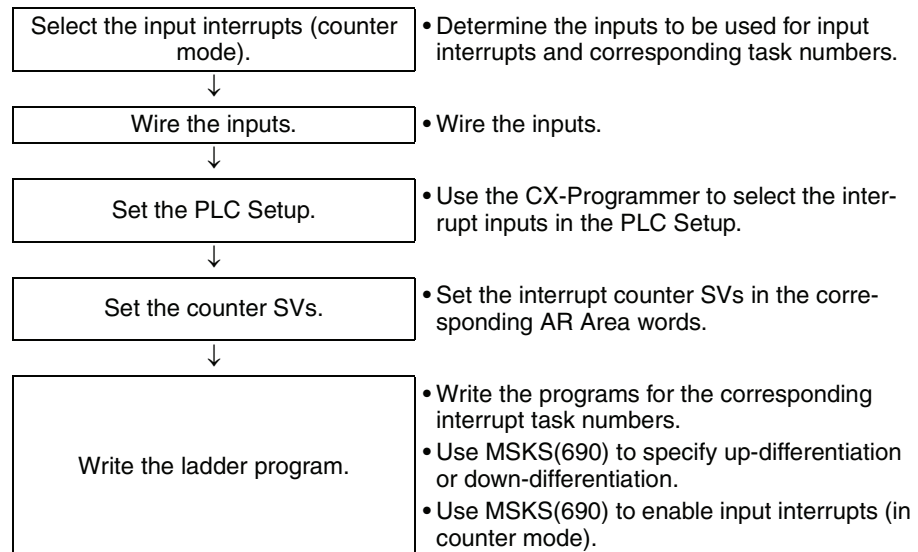 Select the input interrupts (counter
mode).
• Determine the inputs to be used for input
interrupts and corresponding task numbers.
↓
Wire the inputs.
• Wire the inputs.
↓
Set the PLC Setup.
• Use the CX-Programmer to select the inter-
rupt inputs in the PLC Setup.
↓
Set the counter SVs.
• Set the interrupt counter SVs in the corre-
sponding AR Area words.
↓
Write the ladder program.
• Write the programs for the corresponding
interrupt task numbers.
• Use MSKS(690) to specify up-differentiation
or down-differentiation.
• Use MSKS(690) to enable input interrupts (in
counter mode).